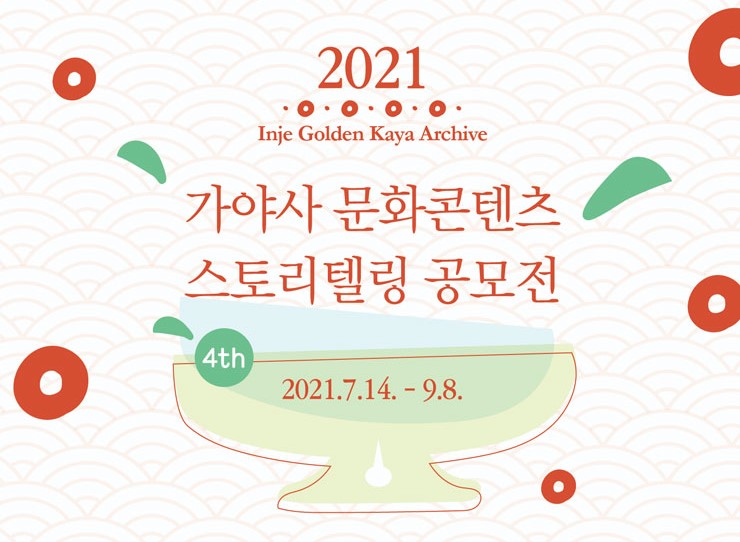 2021
Inje Golden Kaya Archive
가야사 문화콘텐츠
스토리텔링 공모전
4th
2021.7.14. - 9.8.